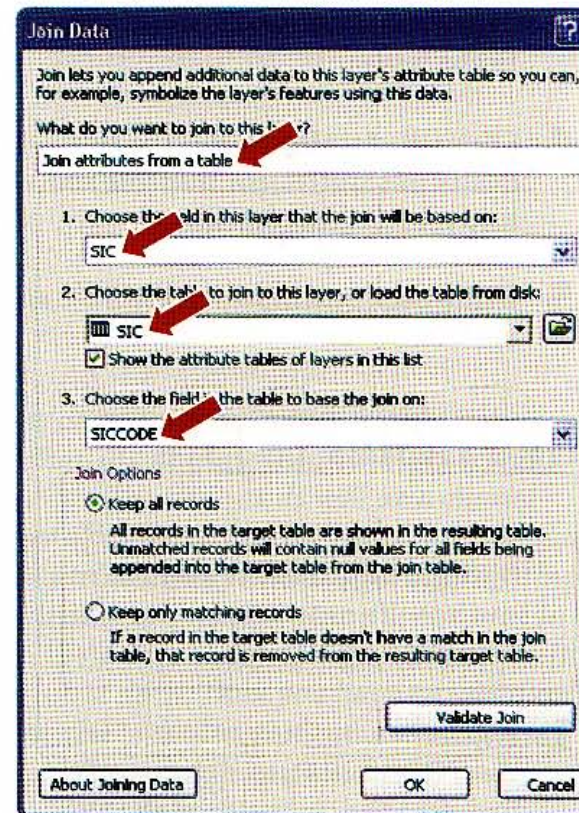 Join Data
?
Join lets you append additional data to this layer's attribute table so you can,
for example, symbolize the layer's features using this data.
What do you want to join to this
Join attributes from a table
1. Choose the field in this layer that the join will be based on:
SIC
2. Choose the table to join to this layer, or load the table from disk:
SIC
Show the attribute tables of layers in this list
3. Choose the field the table to base the join on:
SICCODE
Join Options
Keep all records
All records in the target table are shown in the resulting table.
Unmatched records will contain null values for all fields being
appended into the target table from the join table.
Keep only matching records
If a record in the target table doesn't have a match in the join
table, that record is removed from the resulting target table.
Validate Join
About Joining Data
OK
Cancel